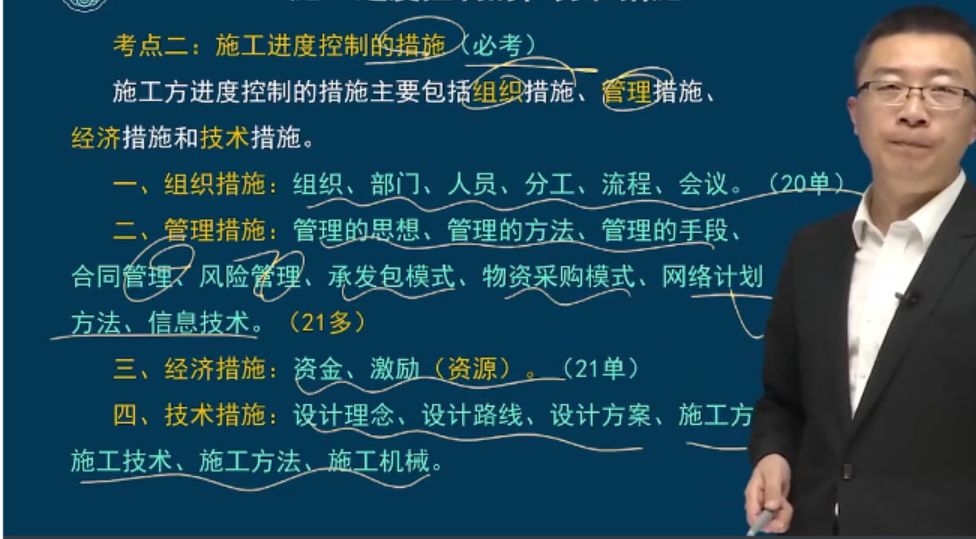 考点二：施工进度控制的措施（必考）
施工方进度控制的措施主要包括组织措施、管理措施、
经济措施和技术措施。
一、组织措施：组织、部门、人员、分工、流程、会议。（20单）
二、管理措施：管理的思想、管理的方法、管理的手段、
合同管理、风险管理、承发包模式、物资采购模式、网络计划
方法、信息技术。（21多）
三、经济措施：资金、激励（资源）。（21单）
四、技术措施：设计理念、设计路线、设计方案、施工方
施工技术、施工方法、施工机械。